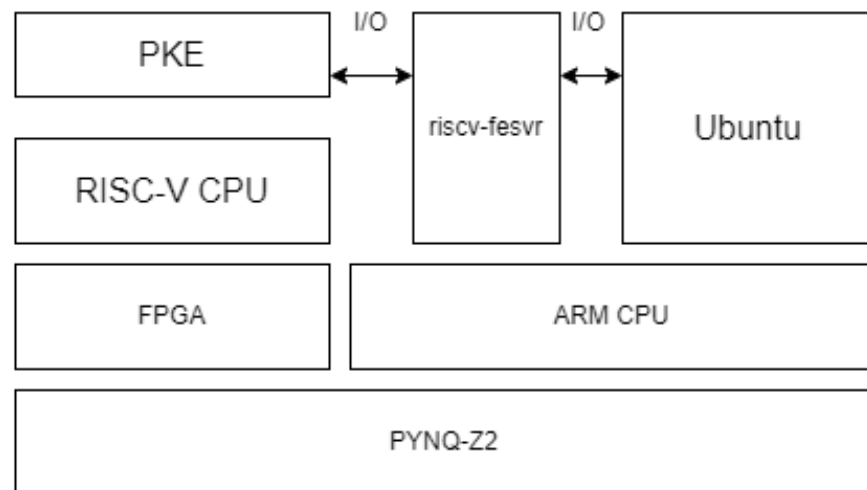 I/O
I/O
PKE
riscv-fesvr
Ubuntu
RISC-V CPU
FPGA
ARM CPU
PYNQ-Z2